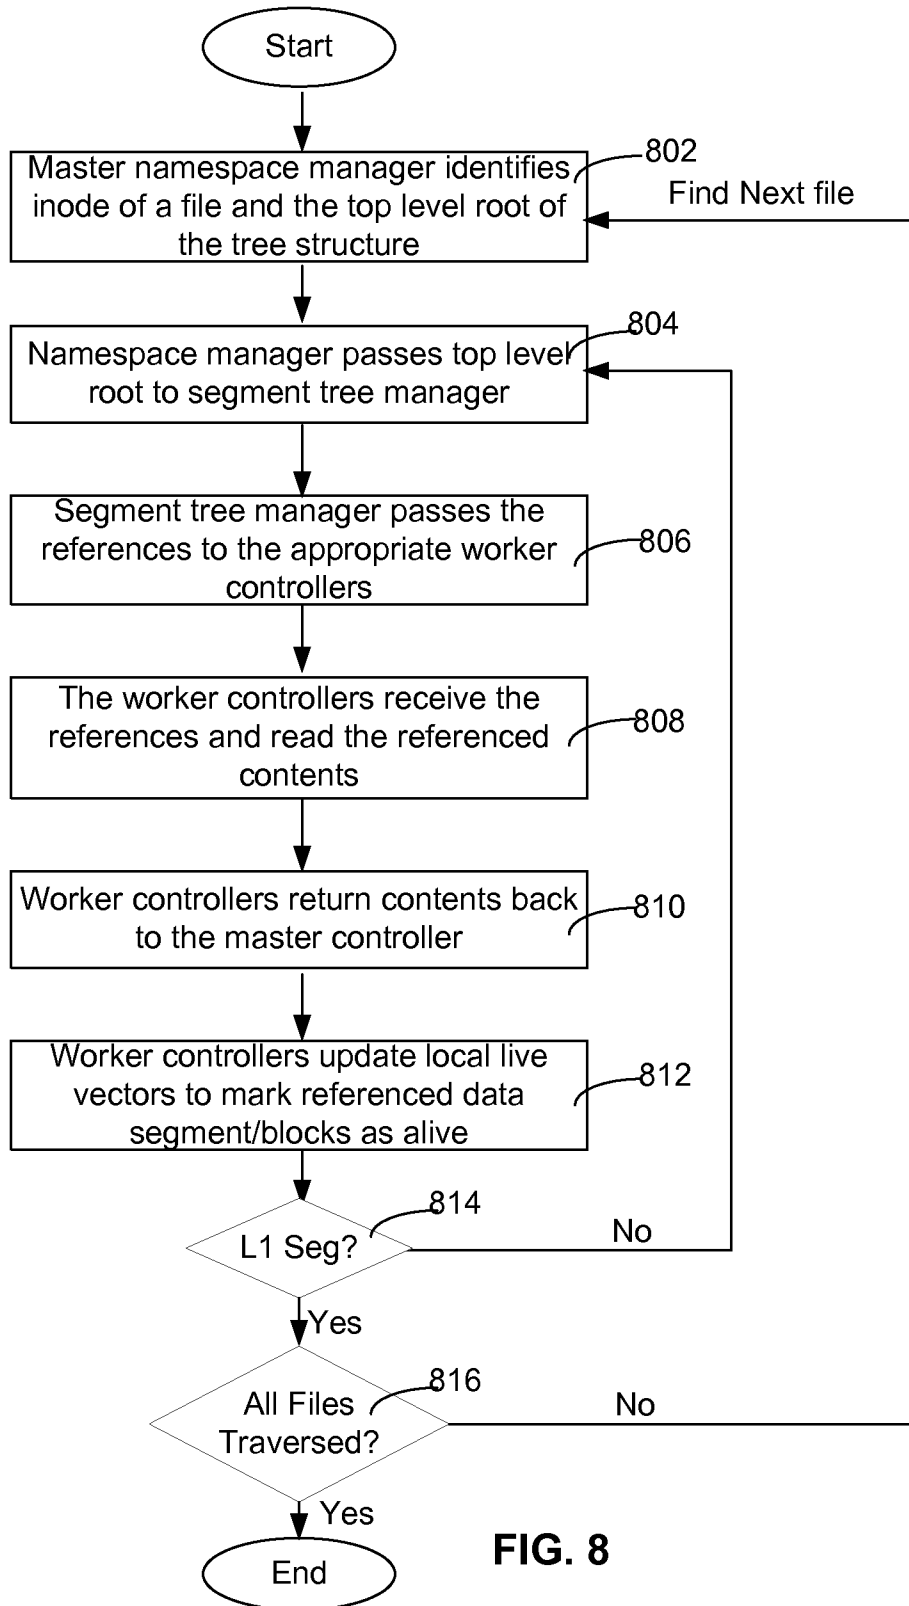 Start
802
Master namespace manager identifies
inode of a file and the top level root of
the tree structure
Find Next file
804
Namespace manager passes top level
root to segment tree manager
Segment tree manager passes the
references to the appropriate worker
controllers
806
The worker controllers receive the
references and read the referenced
contents
808
Worker controllers return contents back
to the master controller
810
Worker controllers update local live
vectors to mark referenced data
segment/blocks as alive
812
814
L1 Seg?
No
Yes
816
All Files
Traversed?
No
Yes
End
FIG. 8